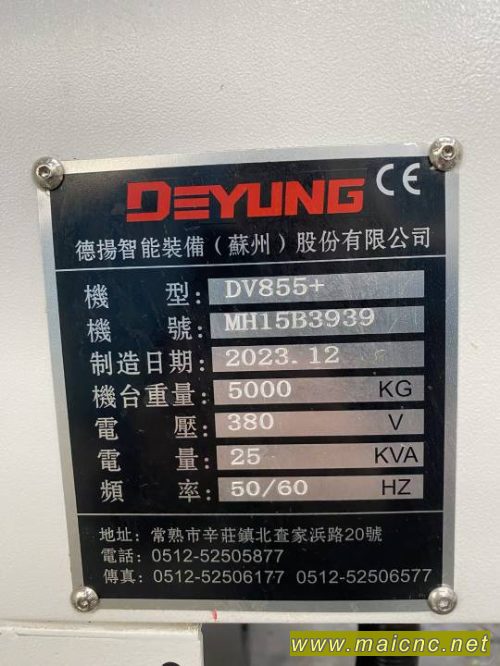 DEYUNG CE
德揚智能裝備（蘇州）股份有限公司
機 型: DV855+
機 號: MH15B3939
制造日期: 2023.12
機台重量: 5000 KG
電 壓: 380 V
電 量: 25 KVA
頻 率: 50/60 HZ
地址: 常熟市辛莊鎮北查家浜路20號
電話: 0512-52505877
傳真: 0512-52506177 0512-52506577
www.maicnc.net